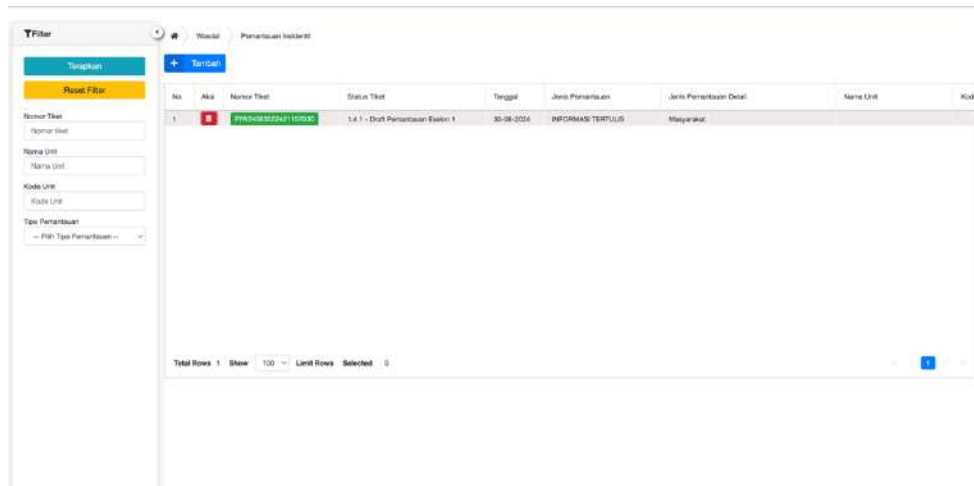 Filter
Terapkan
Reset Filter
Nomor Tiket
Nomor tiket
Nama Unit
Nama Unit
Kode Unit
Kode Unit
Tipe Pemantauan
-- Pilih Tipe Pemantauan --
Wasdal Pemantauan Insidentil
+ Tambah
No Aksi Nomor Tiket Status Tiket Tanggal Jenis Pemantauan Jenis Pemantauan Detail Nama Unit Kod
1 1.4.1 - Draft Pemantauan Eselon 1 30-08-2024 INFORMASI TERTULIS Masyarakat
Total Rows 1 Show 100 Limit Rows Selected 0
1